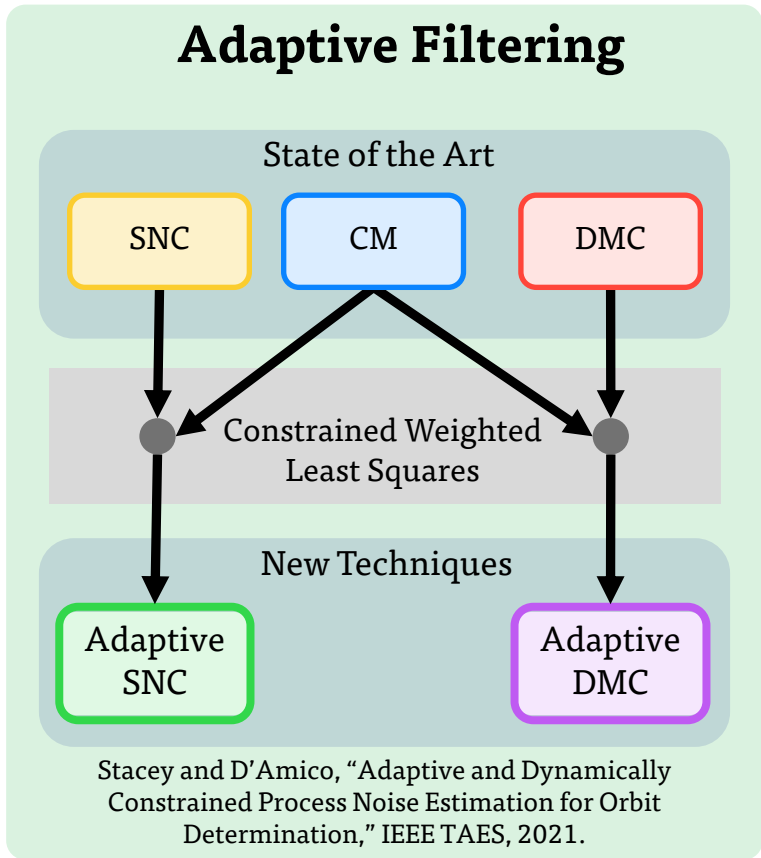 Adaptive Filtering
State of the Art
SNC
CM
DMC
Constrained Weighted
Least Squares
New Techniques
Adaptive
SNC
Adaptive
DMC
Stacey and D’Amico, “Adaptive and Dynamically
Constrained Process Noise Estimation for Orbit
Determination,” IEEE TAES, 2021.